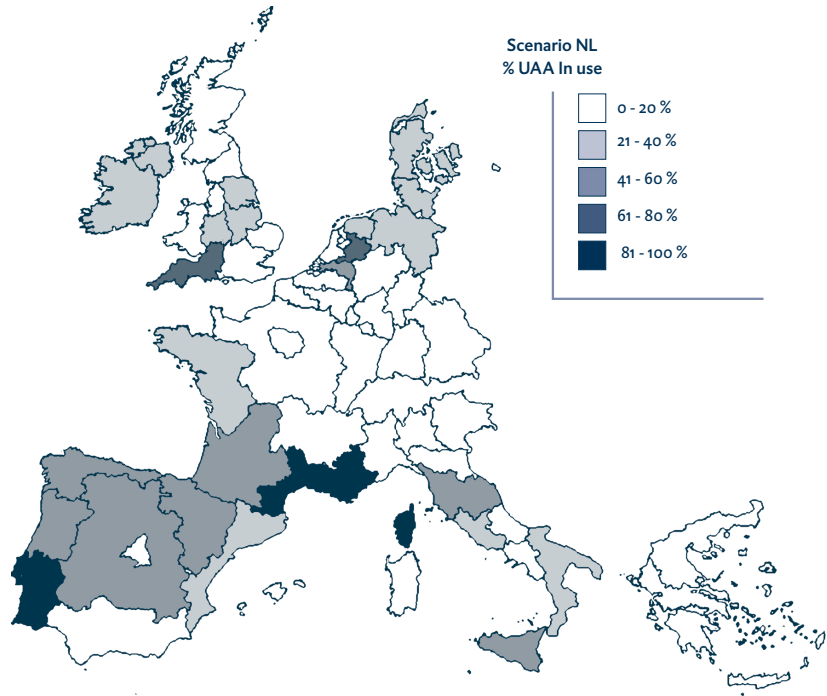 Scenario NL
% UAA In use
0 - 20 %
21 - 40 %
41 - 60 %
61 - 80 %
81 - 100 %